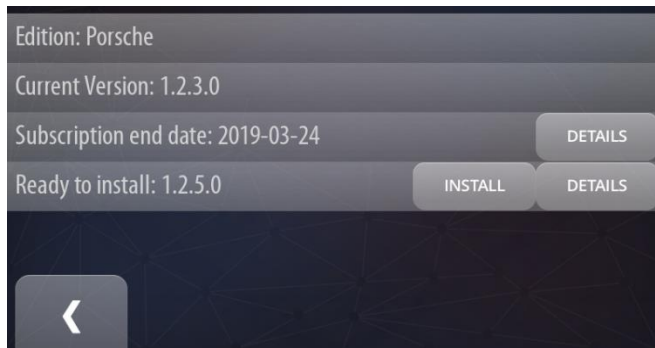 Edition: Porsche
Current Version: 1.2.3.0
Subscription end date: 2019-03-24 DETAILS
Ready to install: 1.2.5.0 INSTALL DETAILS